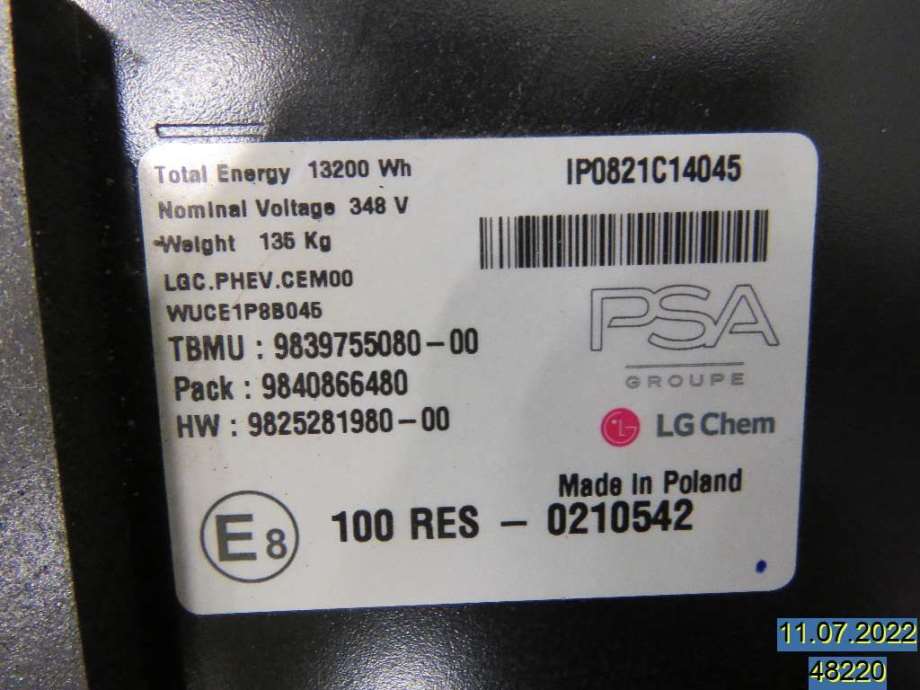 Total Energy 13200 Wh
Nominal Voltage 348 V
Weight 135 Kg
LGC.PHEV.CEM00
WUCE1P8B045
TBMU : 9839755080-00
Pack : 9840866480
HW : 9825281980-00
IP0821C14045
PSA
GROUPE
LG Chem
Made in Poland
E8 100 RES - 0210542
11.07.2022
48220